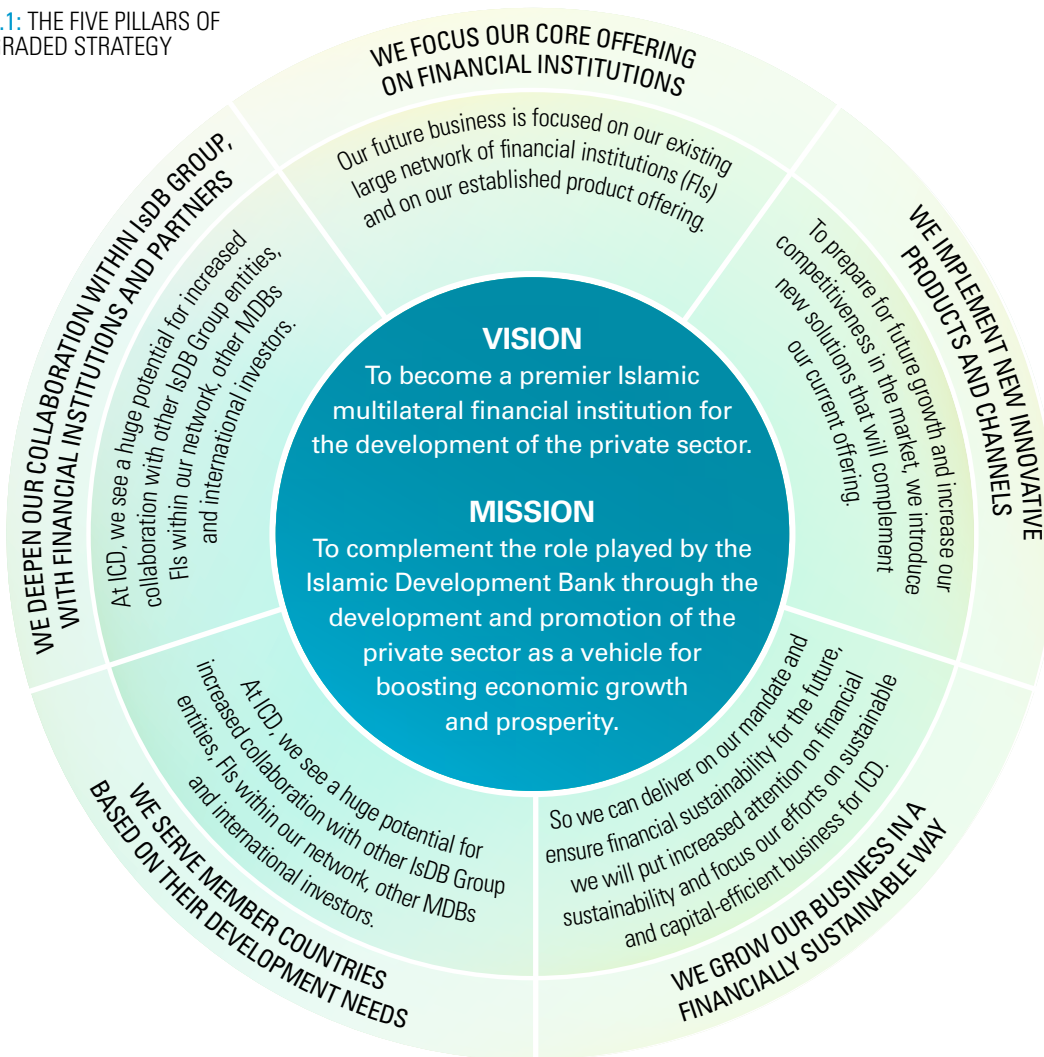 .1: THE FIVE PILLARS OF
RADED STRATEGY
WE FOCUS OUR CORE OFFERING
ON FINANCIAL INSTITUTIONS
Our future business is focused on our existing
large network of financial institutions (FIs)
and on our established product offering.
WE IMPLEMENT NEW INNOVATIVE
PRODUCTS AND CHANNELS
To prepare for future growth and increase our
competitiveness in the market, we introduce
new solutions that will complement
our current offering.
WE GROW OUR BUSINESS IN A
FINANCIALLY SUSTAINABLE WAY
So we can deliver on our mandate and
ensure financial sustainability for the future,
we will put increased attention on financial
sustainability and focus our efforts on sustainable
and capital-efficient business for ICD.
WE SERVE MEMBER COUNTRIES
BASED ON THEIR DEVELOPMENT NEEDS
At ICD, we see a huge potential for
increased collaboration with other IsDB Group
entities, FIs within our network, other MDBs
and international investors.
WE DEEPEN OUR COLLABORATION WITHIN IsDB GROUP,
WITH FINANCIAL INSTITUTIONS AND PARTNERS
At ICD, we see a huge potential for increased
collaboration with other IsDB Group entities,
FIs within our network, other MDBs
and international investors.
VISION
To become a premier Islamic
multilateral financial institution for
the development of the private sector.
MISSION
To complement the role played by the
Islamic Development Bank through the
development and promotion of the
private sector as a vehicle for
boosting economic growth
and prosperity.